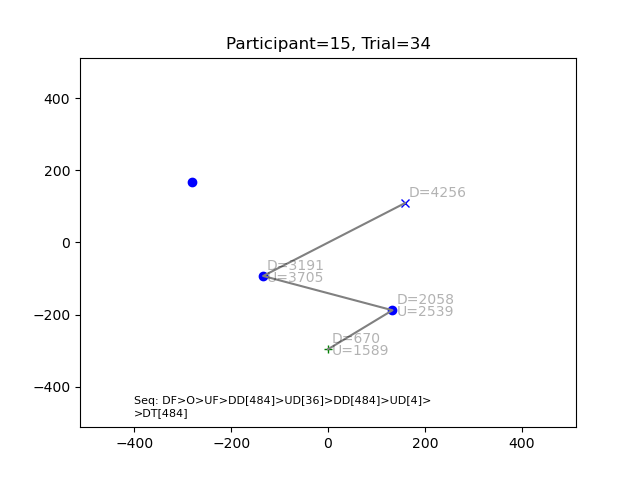 Participant=15, Trial=34
400
200
0
−200
−400
D=4256
D=3191
U=3705
D=2058
U=2539
D=670
U=1589
Seq: DF>O>UF>DD[484]>UD[36]>DD[484]>UD[4]>
>DT[484]
−400
−200
0
200
400